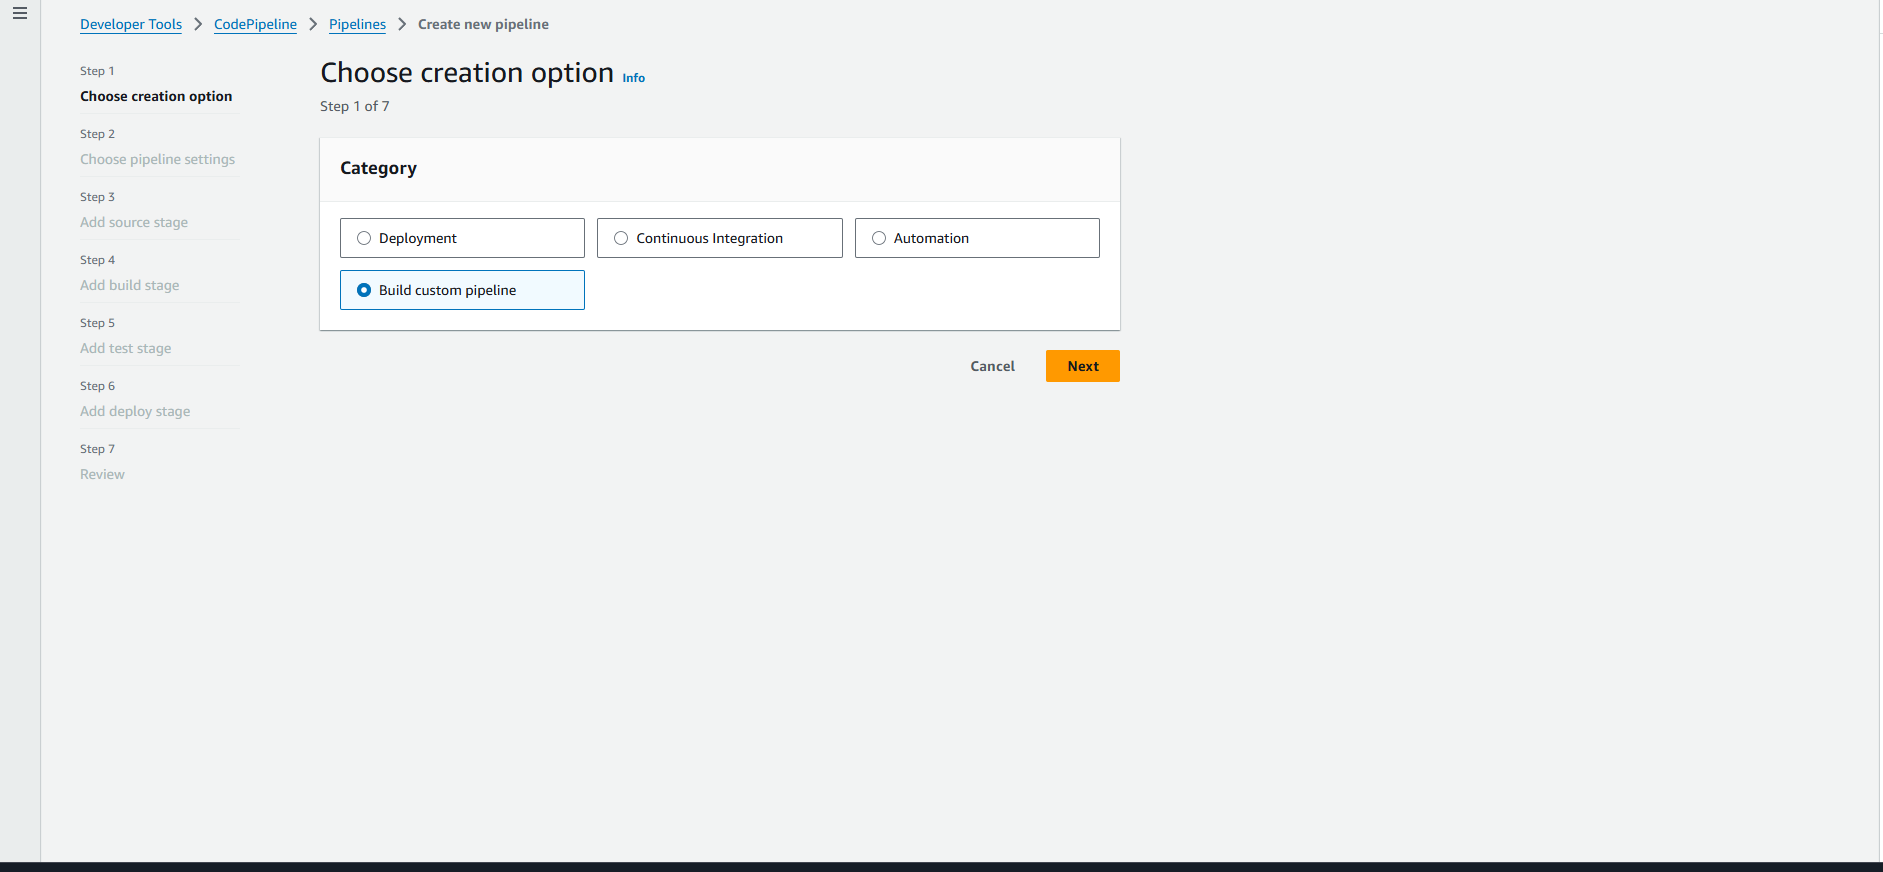 Developer Tools > CodePipeline > Pipelines > Create new pipeline
Step 1
Choose creation option
Step 2
Choose pipeline settings
Step 3
Add source stage
Step 4
Add build stage
Step 5
Add test stage
Step 6
Add deploy stage
Step 7
Review
Choose creation option Info
Step 1 of 7
Category
Deployment
Continuous Integration
Automation
Build custom pipeline
Cancel
Next